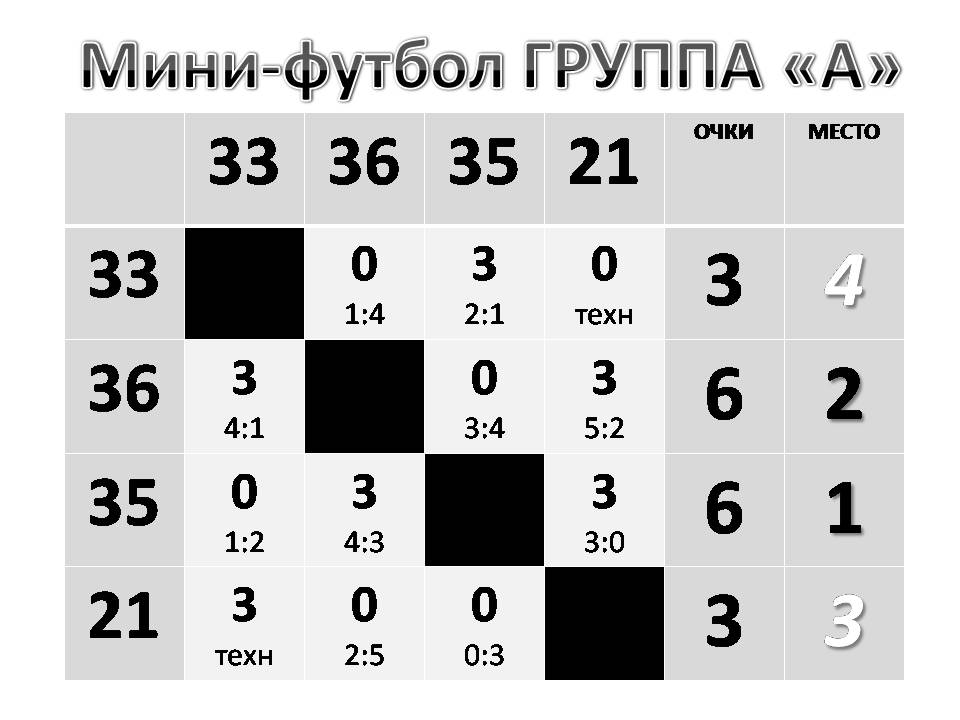 Мини-футбол ГРУППА «А»
33 36 35 21 ОЧКИ МЕСТО
33 0 3 0 3 4
1:4 2:1 техн
36 3 0 3 6 2
4:1 3:4 5:2
35 0 3 3 6 1
1:2 4:3 3:0
21 3 0 0 3 3
техн 2:5 0:3